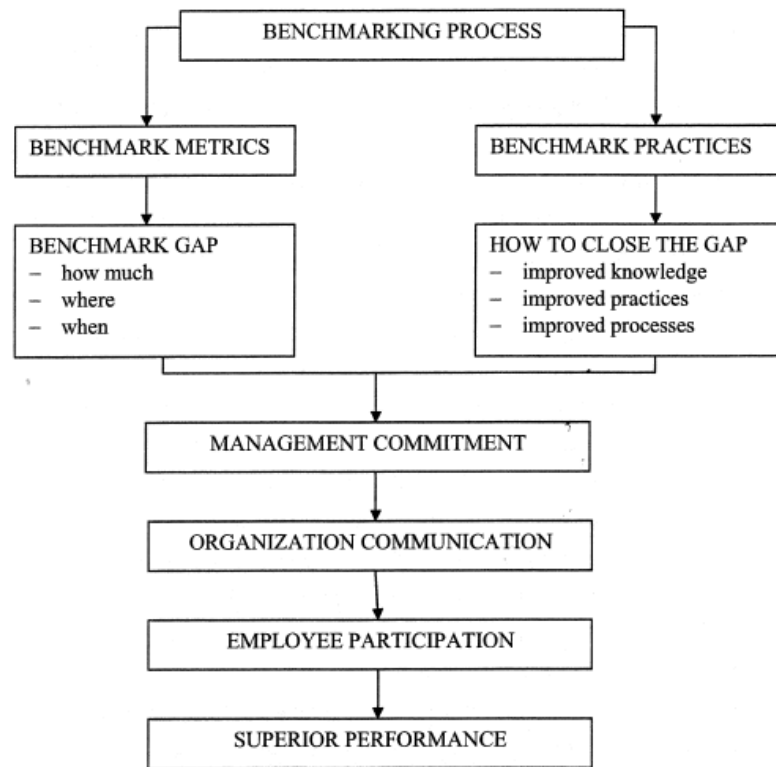 BENCHMARKING PROCESS
BENCHMARK METRICS
BENCHMARK PRACTICES
BENCHMARK GAP
– how much
– where
– when
HOW TO CLOSE THE GAP
– improved knowledge
– improved practices
– improved processes
MANAGEMENT COMMITMENT
ORGANIZATION COMMUNICATION
EMPLOYEE PARTICIPATION
SUPERIOR PERFORMANCE